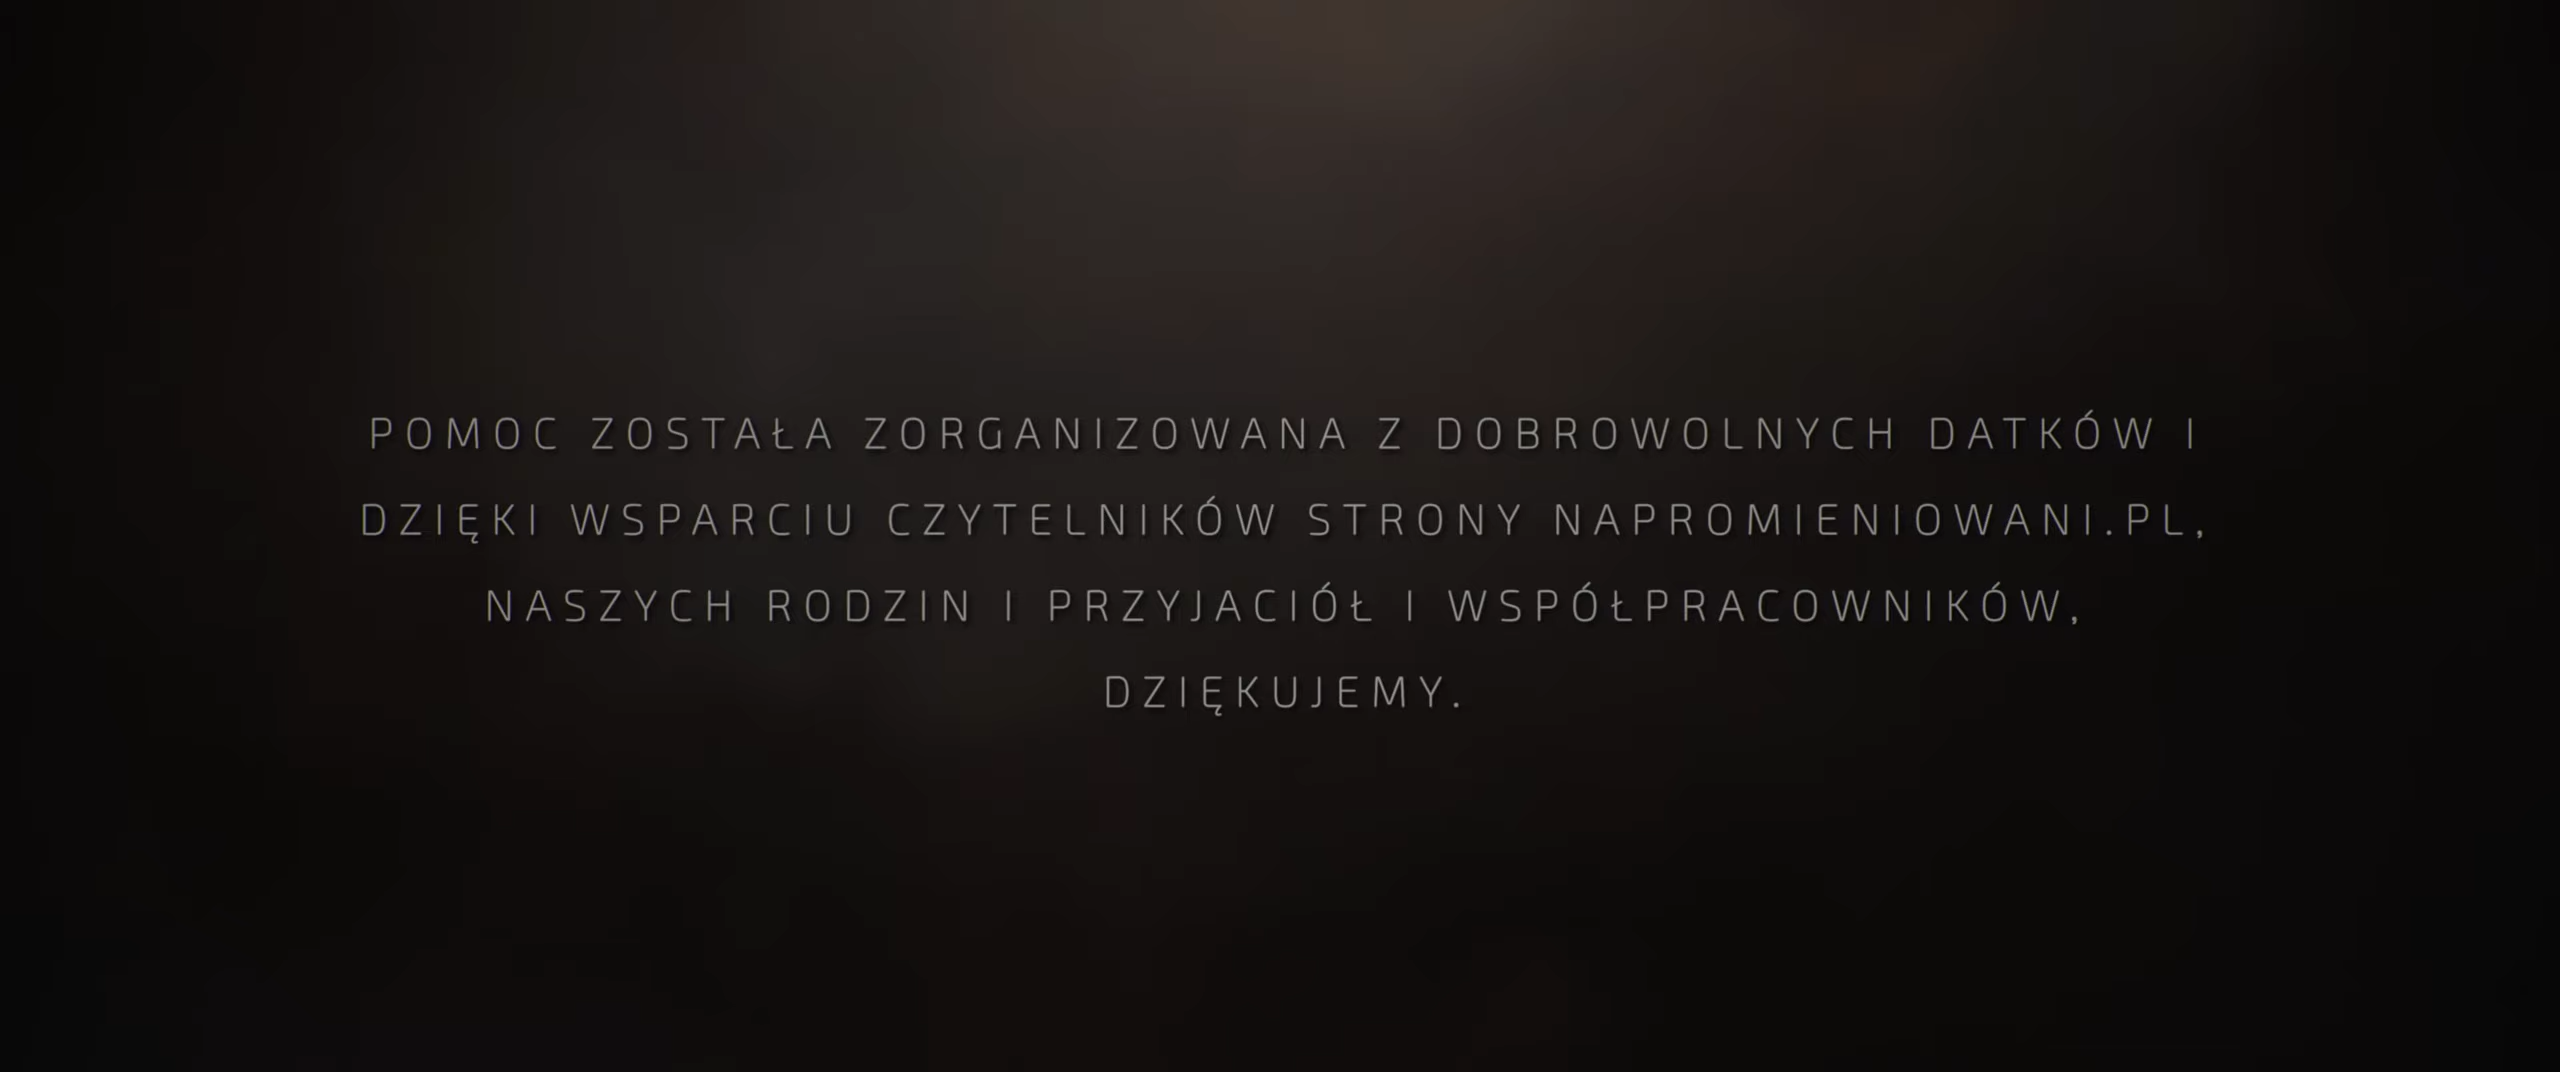 POMOC ZOSTAŁA ZORGANIZOWANA Z DOBROWOLNYCH DATKÓW I
DZIĘKI WSPARCIU CZYTELNIKÓW STRONY NAPROMIENIOWANI.PL,
NASZYCH RODZIN I PRZYJACIÓŁ I WSPÓŁPRACOWNIKÓW,
DZIĘKUJEMY.